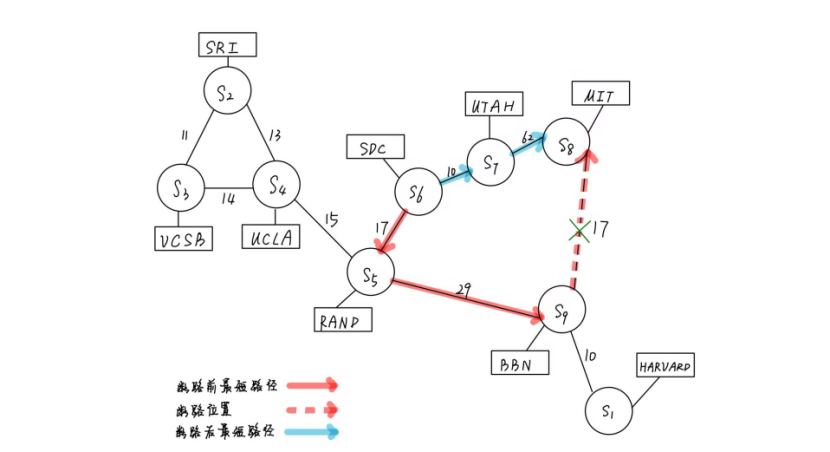 SRI
S2
11
13
S3
14
S4
VCSB
UCLA
15
SDC
S6
10
UTAH
S7
62
S8
MIT
17
17
S5
29
S9
RAND
BBN
10
HARVARD
S1
断路前最短路径
断路位置
断路后最短路径